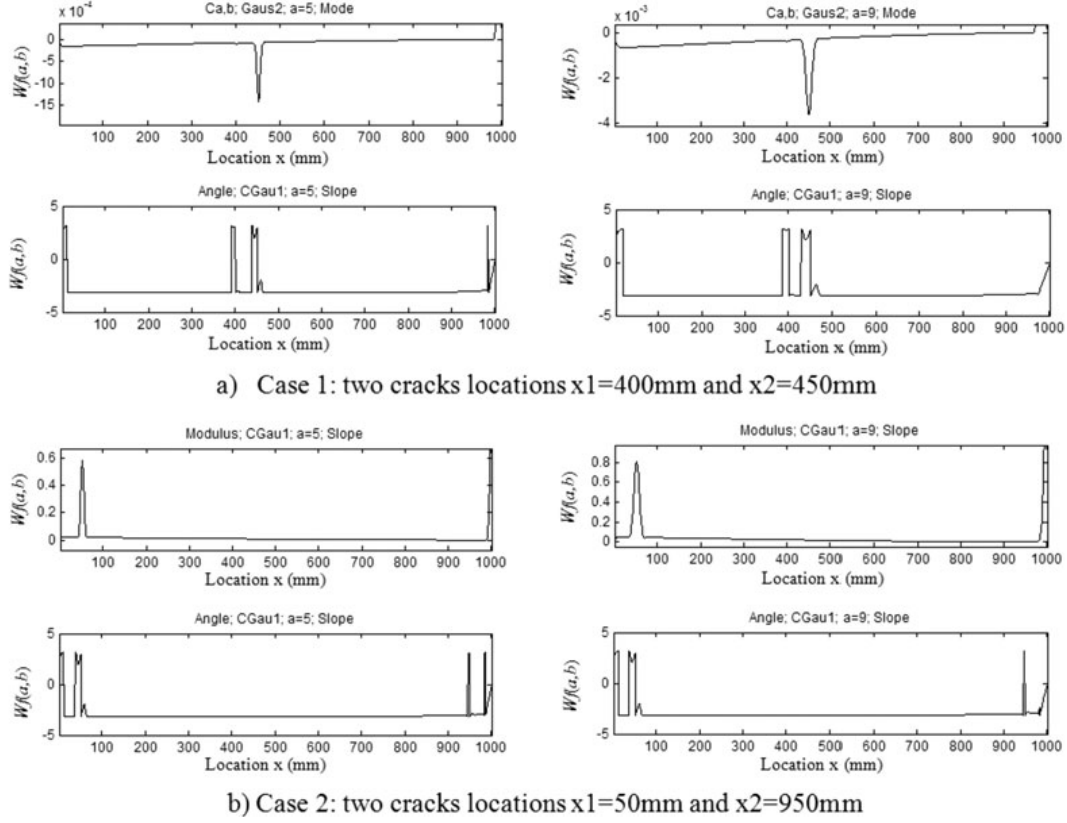 x 10⁻⁴
Ca,b; Gaus2; a=5; Mode
Wf(a,b)
0
-5
-10
-15
100 200 300 400 500 600 700 800 900 1000
Location x (mm)
x 10⁻³
Ca,b; Gaus2; a=9; Mode
Wf(a,b)
0
-2
-4
100 200 300 400 500 600 700 800 900 1000
Location x (mm)
Angle; CGau1; a=5; Slope
Wf(a,b)
5
0
-5
100 200 300 400 500 600 700 800 900 1000
Location x (mm)
Angle; CGau1; a=9; Slope
Wf(a,b)
5
0
-5
100 200 300 400 500 600 700 800 900 1000
Location x (mm)
a) Case 1: two cracks locations x1=400mm and x2=450mm
Modulus; CGau1; a=5; Slope
Wf(a,b)
0.6
0.4
0.2
0
100 200 300 400 500 600 700 800 900 1000
Location x (mm)
Modulus; CGau1; a=9; Slope
Wf(a,b)
0.8
0.6
0.4
0.2
0
100 200 300 400 500 600 700 800 900 1000
Location x (mm)
Angle; CGau1; a=5; Slope
Wf(a,b)
5
0
-5
100 200 300 400 500 600 700 800 900 1000
Location x (mm)
Angle; CGau1; a=9; Slope
Wf(a,b)
5
0
-5
100 200 300 400 500 600 700 800 900 1000
Location x (mm)
b) Case 2: two cracks locations x1=50mm and x2=950mm